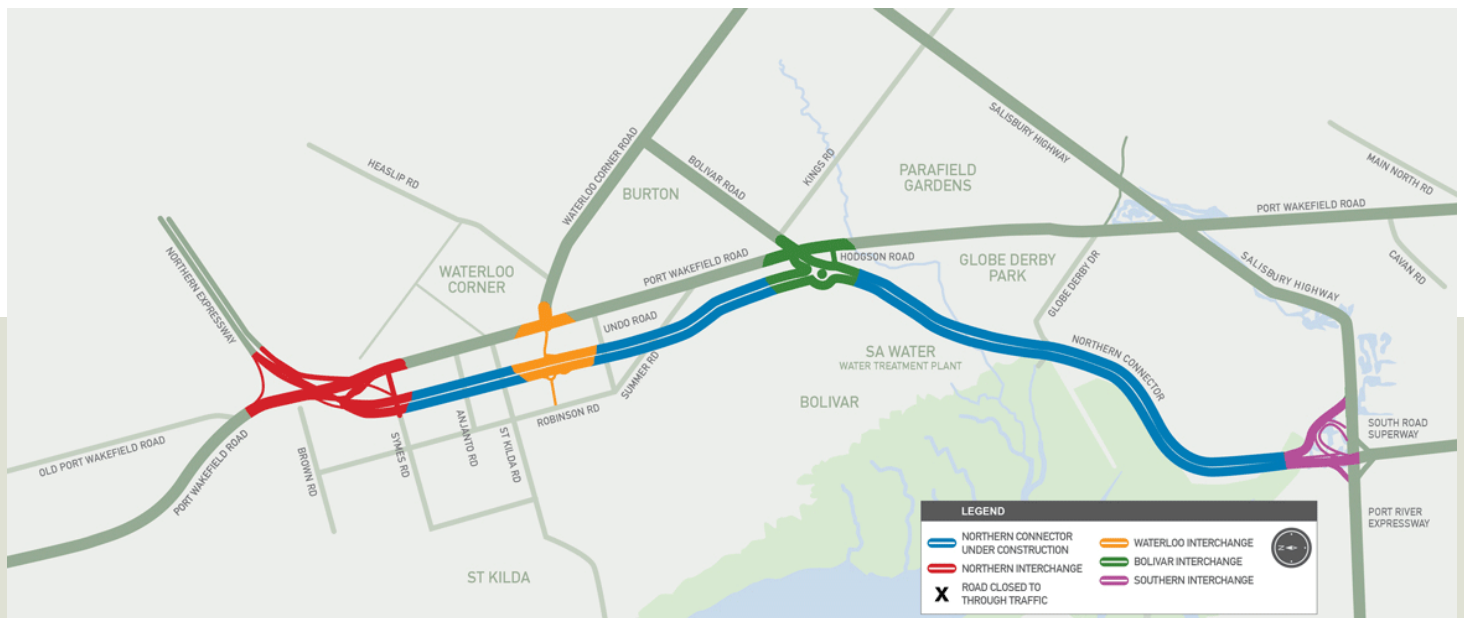 SALISBURY HIGHWAY
MAIN NORTH RD
HEASLIP RD
WATERLOO CORNER ROAD
BOLIVAR ROAD
KINGS RD
PARAFIELD
GARDENS
BURTON
PORT WAKEFIELD ROAD
NORTHERN EXPRESSWAY
WATERLOO
CORNER
PORT WAKEFIELD ROAD
HODGSON ROAD
GLOBE DERBY
PARK
GLOBE DERBY DR
SALISBURY HIGHWAY
CAVAN RD
UNDO ROAD
SUMMER RD
SA WATER
WATER TREATMENT PLANT
NORTHERN CONNECTOR
BOLIVAR
ROBINSON RD
OLD PORT WAKEFIELD ROAD
PORT WAKEFIELD ROAD
BROWN RD
SYMES RD
ANJANTO RD
ST KILDA RD
SOUTH ROAD
SUPERWAY
PORT RIVER
EXPRESSWAY
ST KILDA
LEGEND
NORTHERN CONNECTOR
UNDER CONSTRUCTION
NORTHERN INTERCHANGE
X ROAD CLOSED TO
THROUGH TRAFFIC
WATERLOO INTERCHANGE
BOLIVAR INTERCHANGE
SOUTHERN INTERCHANGE
N